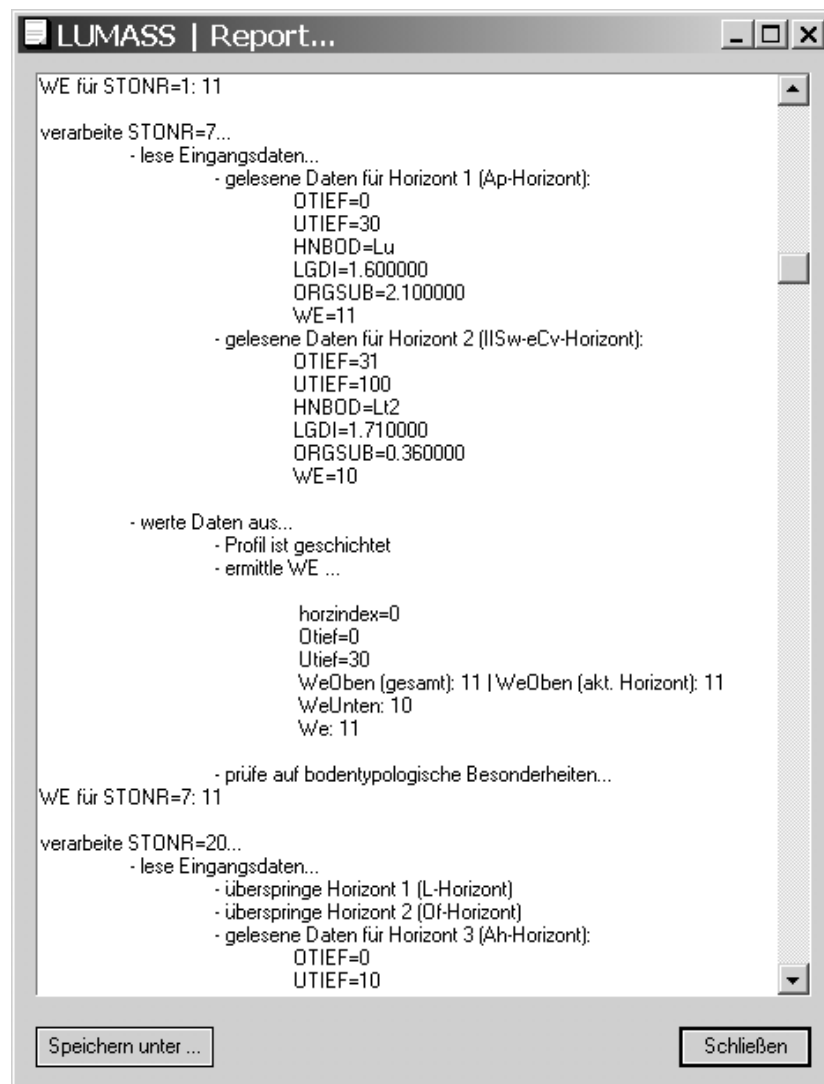 LUMASS | Report...
WE für STONR=1: 11
verarbeite STONR=7...
- lese Eingangsdaten...
- gelesene Daten für Horizont 1 (Ap-Horizont):
OTIEF=0
UTIEF=30
HNBOD=Lu
LGDI=1.600000
ORGSUB=2.100000
WE=11
- gelesene Daten für Horizont 2 (IISw-eCv-Horizont):
OTIEF=31
UTIEF=100
HNBOD=Lt2
LGDI=1.710000
ORGSUB=0.360000
WE=10
- werte Daten aus...
- Profil ist geschichtet
- ermittle WE ...
horzindex=0
Otief=0
Utief=30
WeOben (gesamt): 11 | WeOben (akt. Horizont): 11
WeUnten: 10
We: 11
- prüfe auf bodentypologische Besonderheiten...
WE für STONR=7: 11
verarbeite STONR=20...
- lese Eingangsdaten...
- überspringe Horizont 1 (L-Horizont)
- überspringe Horizont 2 (Of-Horizont)
- gelesene Daten für Horizont 3 (Ah-Horizont):
OTIEF=0
UTIEF=10
Speichern unter ...
Schließen